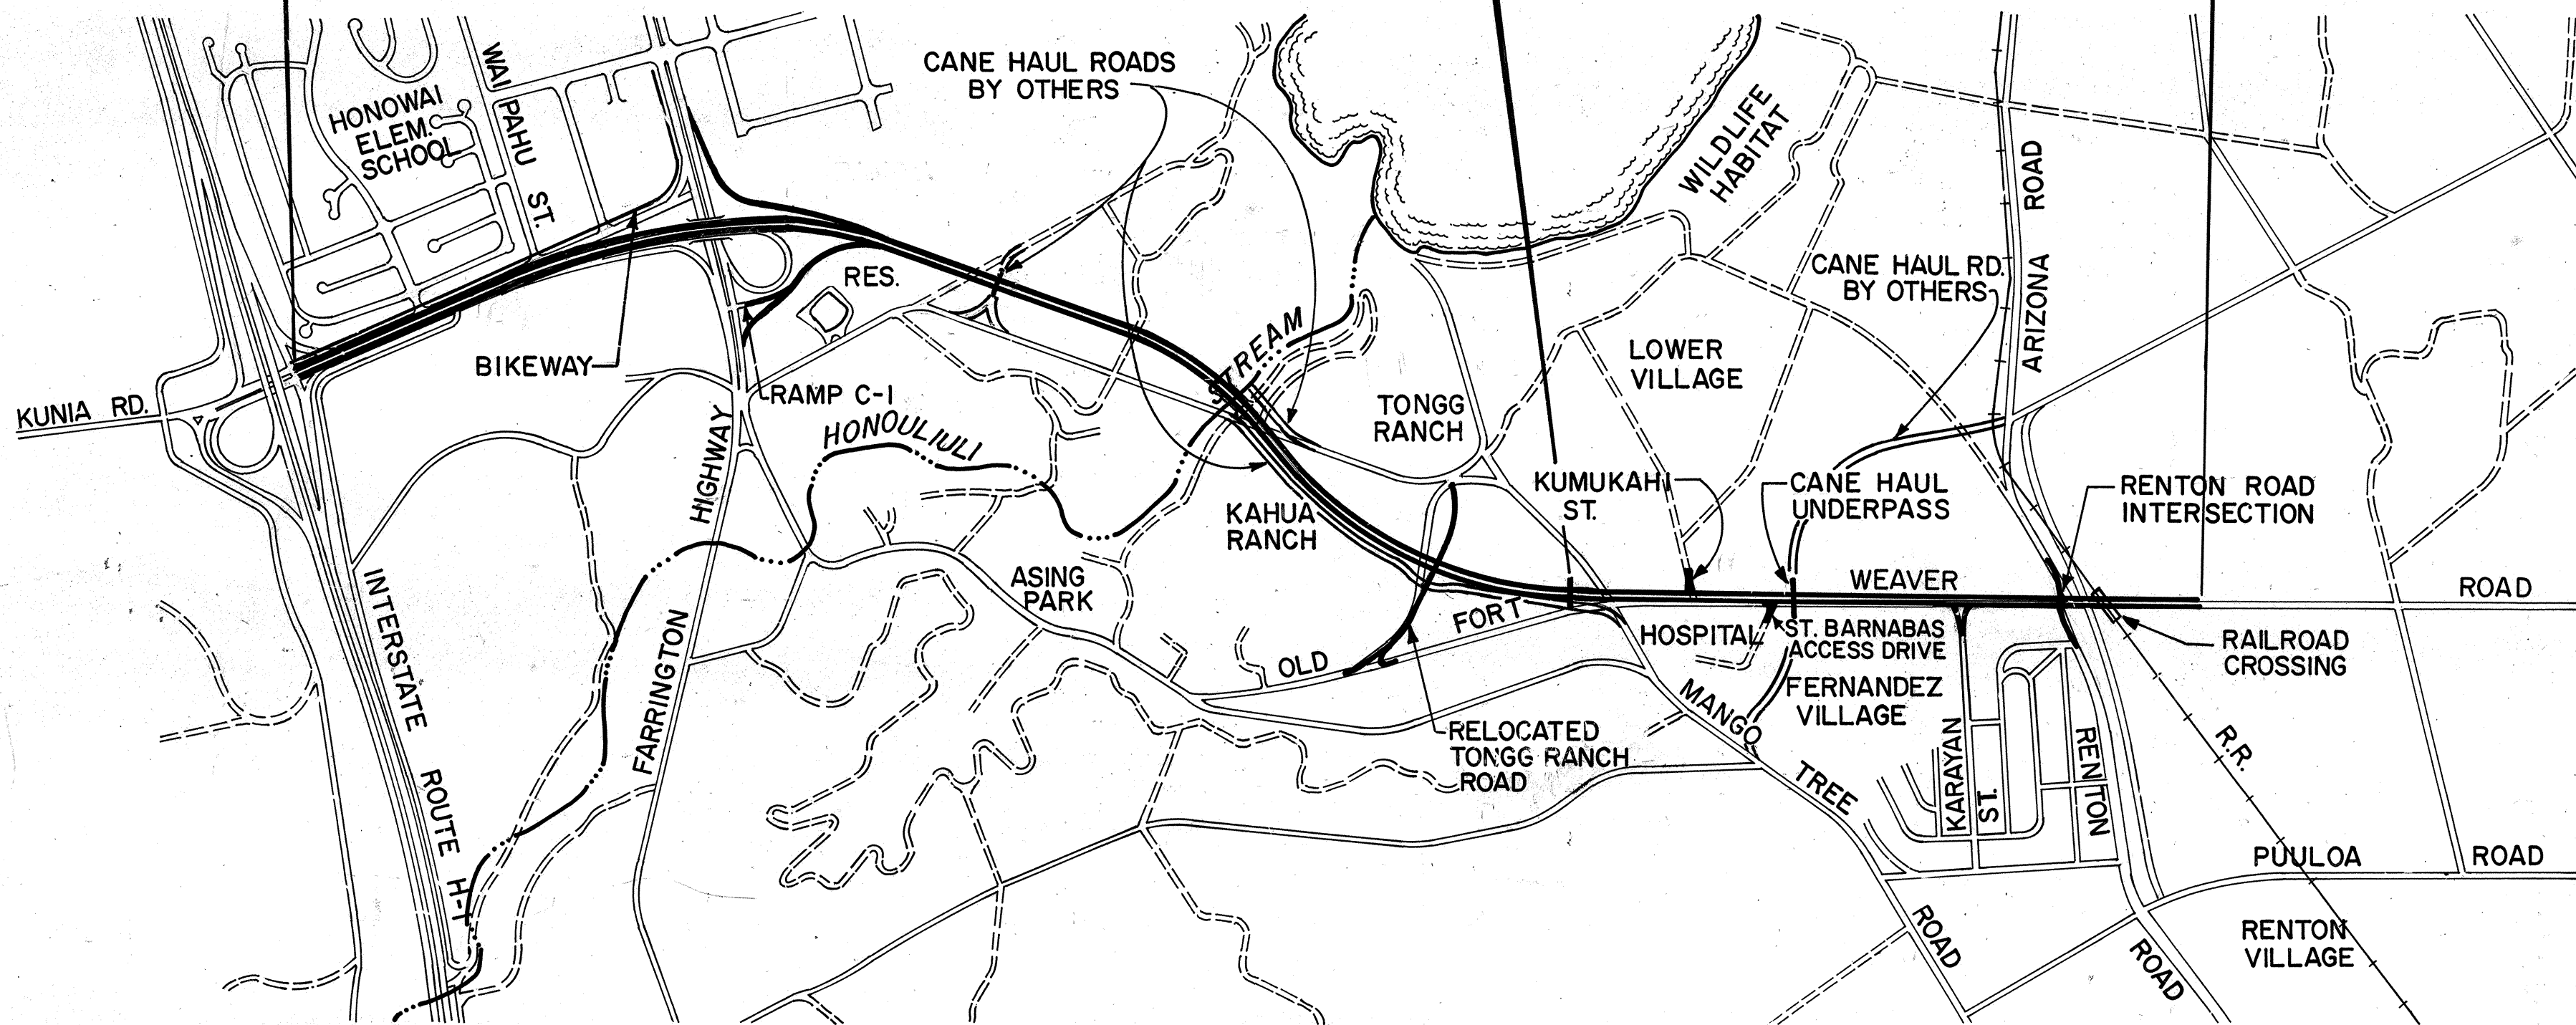 HONOWAI
ELEM.
SCHOOL
WAIPAHU ST.
CANE HAUL ROADS
BY OTHERS
WILDLIFE
HABITAT
ARIZONA ROAD
CANE HAUL RD.
BY OTHERS
RES.
BIKEWAY
RAMP C-1
KUNIA RD.
HONOULIULI STREAM
LOWER
VILLAGE
TONGG
RANCH
KAHUA
RANCH
KUMUKAHI
ST.
CANE HAUL
UNDERPASS
RENTON ROAD
INTERSECTION
INTERSTATE ROUTE H-1
FARRINGTON HIGHWAY
ASING
PARK
OLD FORT WEAVER ROAD
HOSPITAL
ST. BARNABAS
ACCESS DRIVE
RAILROAD
CROSSING
FERNANDEZ
VILLAGE
RELOCATED
TONGG RANCH
ROAD
MANGO TREE ROAD
KARAYAN
ST.
RENTON ROAD
R.R.
PUULOA ROAD
RENTON
VILLAGE